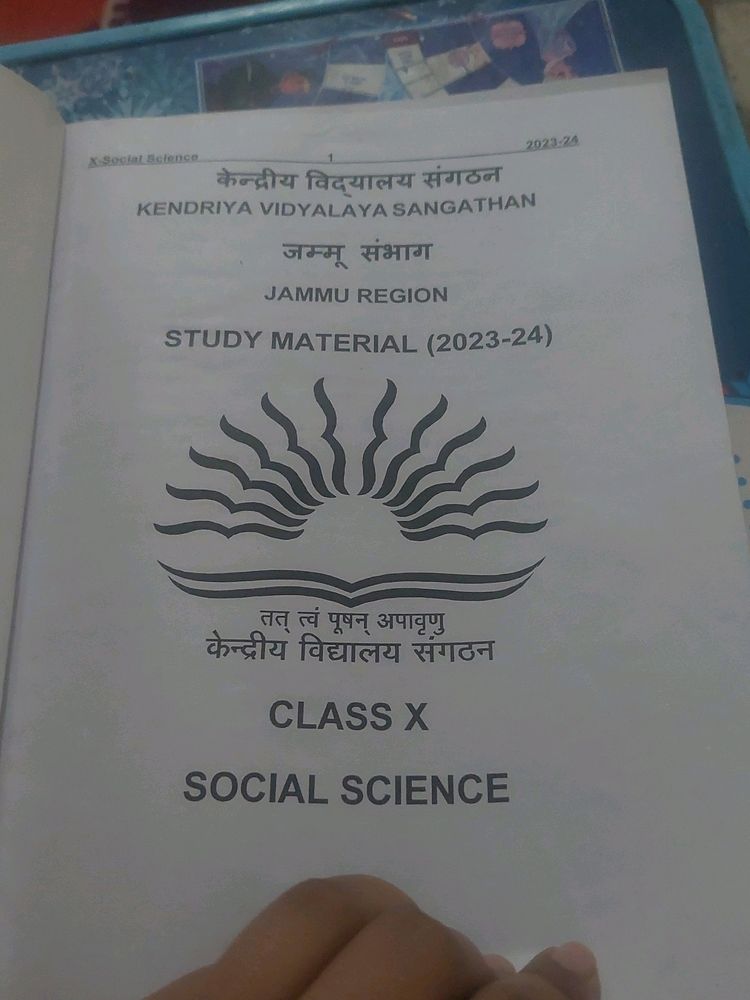 X-Social Science 1 2023-24
केन्द्रीय विद्यालय संगठन
KENDRIYA VIDYALAYA SANGATHAN
जम्मू संभाग
JAMMU REGION
STUDY MATERIAL (2023-24)
तत् त्वं पूषन् अपावृणु
केन्द्रीय विद्यालय संगठन
CLASS X
SOCIAL SCIENCE